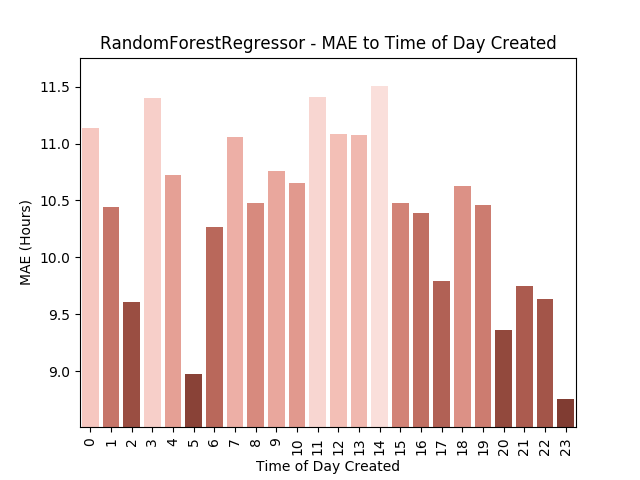 RandomForestRegressor - MAE to Time of Day Created
11.5
11.0
10.5
10.0
9.5
9.0
MAE (Hours)
0 1 2 3 4 5 6 7 8 9 10 11 12 13 14 15 16 17 18 19 20 21 22 23
Time of Day Created